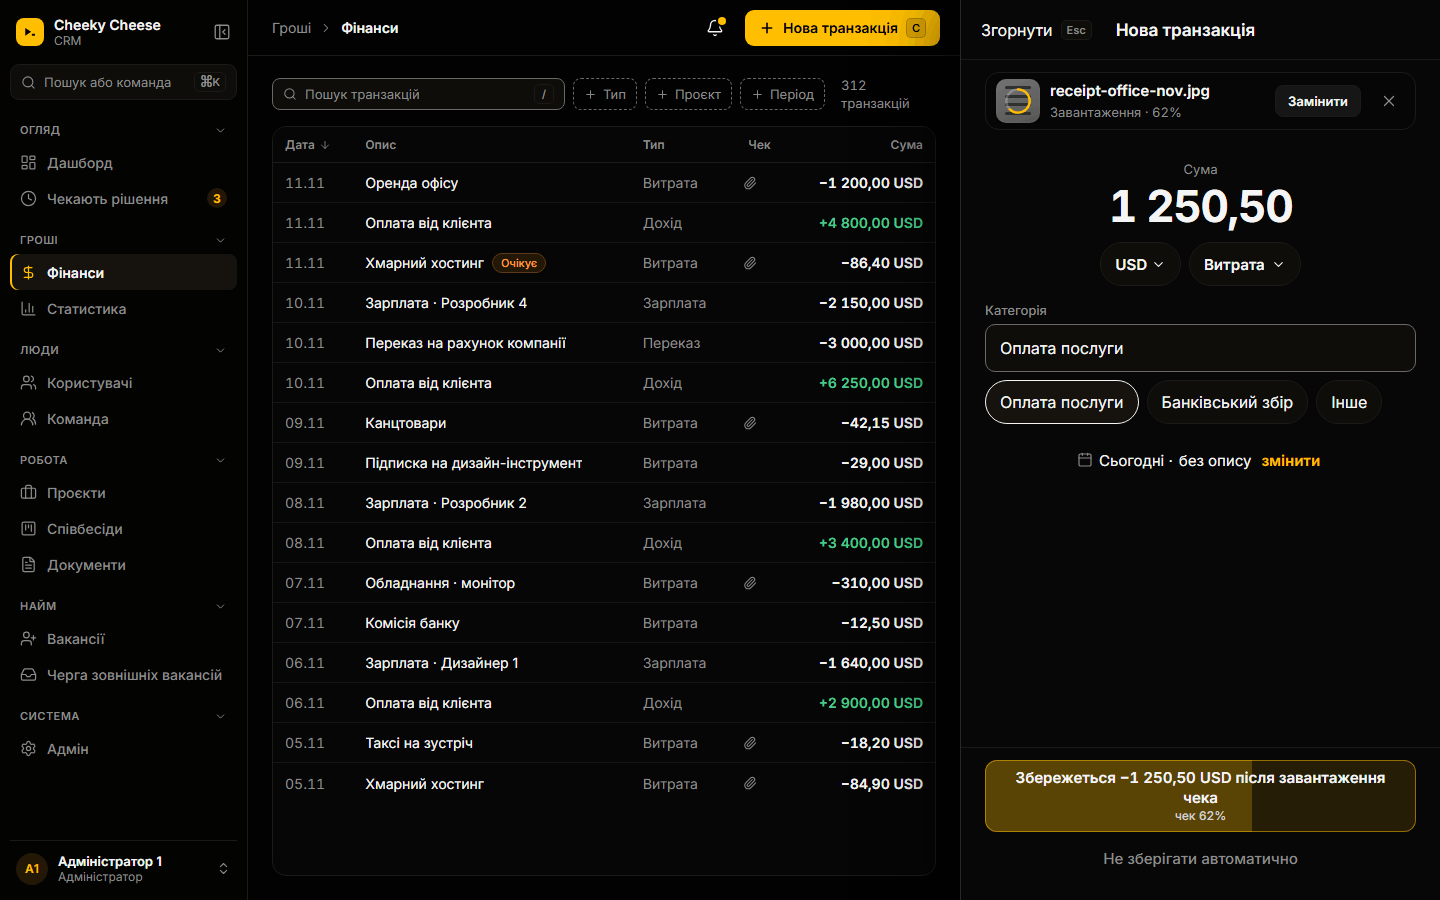 Cheeky Cheese
CRM
Пошук або команда ⌘K
ОГЛЯД
Дашборд
Чекають рішення 3
ГРОШІ
Фінанси
Статистика
ЛЮДИ
Користувачі
Команда
РОБОТА
Проєкти
Співбесіди
Документи
НАЙМ
Вакансії
Черга зовнішніх вакансій
СИСТЕМА
Адмін
A1 Адміністратор 1
Адміністратор
Гроші > Фінанси
Нова транзакція C
Пошук транзакцій /
+ Тип
+ Проєкт
+ Період
312
транзакцій
Дата ↓ Опис Тип Чек Сума
11.11 Оренда офісу Витрата −1 200,00 USD
11.11 Оплата від клієнта Дохід +4 800,00 USD
11.11 Хмарний хостинг Очікує Витрата −86,40 USD
10.11 Зарплата · Розробник 4 Зарплата −2 150,00 USD
10.11 Переказ на рахунок компанії Переказ −3 000,00 USD
10.11 Оплата від клієнта Дохід +6 250,00 USD
09.11 Канцтовари Витрата −42,15 USD
09.11 Підписка на дизайн-інструмент Витрата −29,00 USD
08.11 Зарплата · Розробник 2 Зарплата −1 980,00 USD
08.11 Оплата від клієнта Дохід +3 400,00 USD
07.11 Обладнання · монітор Витрата −310,00 USD
07.11 Комісія банку Витрата −12,50 USD
06.11 Зарплата · Дизайнер 1 Зарплата −1 640,00 USD
06.11 Оплата від клієнта Дохід +2 900,00 USD
05.11 Таксі на зустріч Витрата −18,20 USD
05.11 Хмарний хостинг Витрата −84,90 USD
Згорнути Esc Нова транзакція
receipt-office-nov.jpg
Завантаження · 62%
Замінити
Сума
1 250,50
USD Витрата
Категорія
Оплата послуги
Оплата послуги Банківський збір Інше
Сьогодні · без опису змінити
Збережеться −1 250,50 USD після завантаження
чека
чек 62%
Не зберігати автоматично